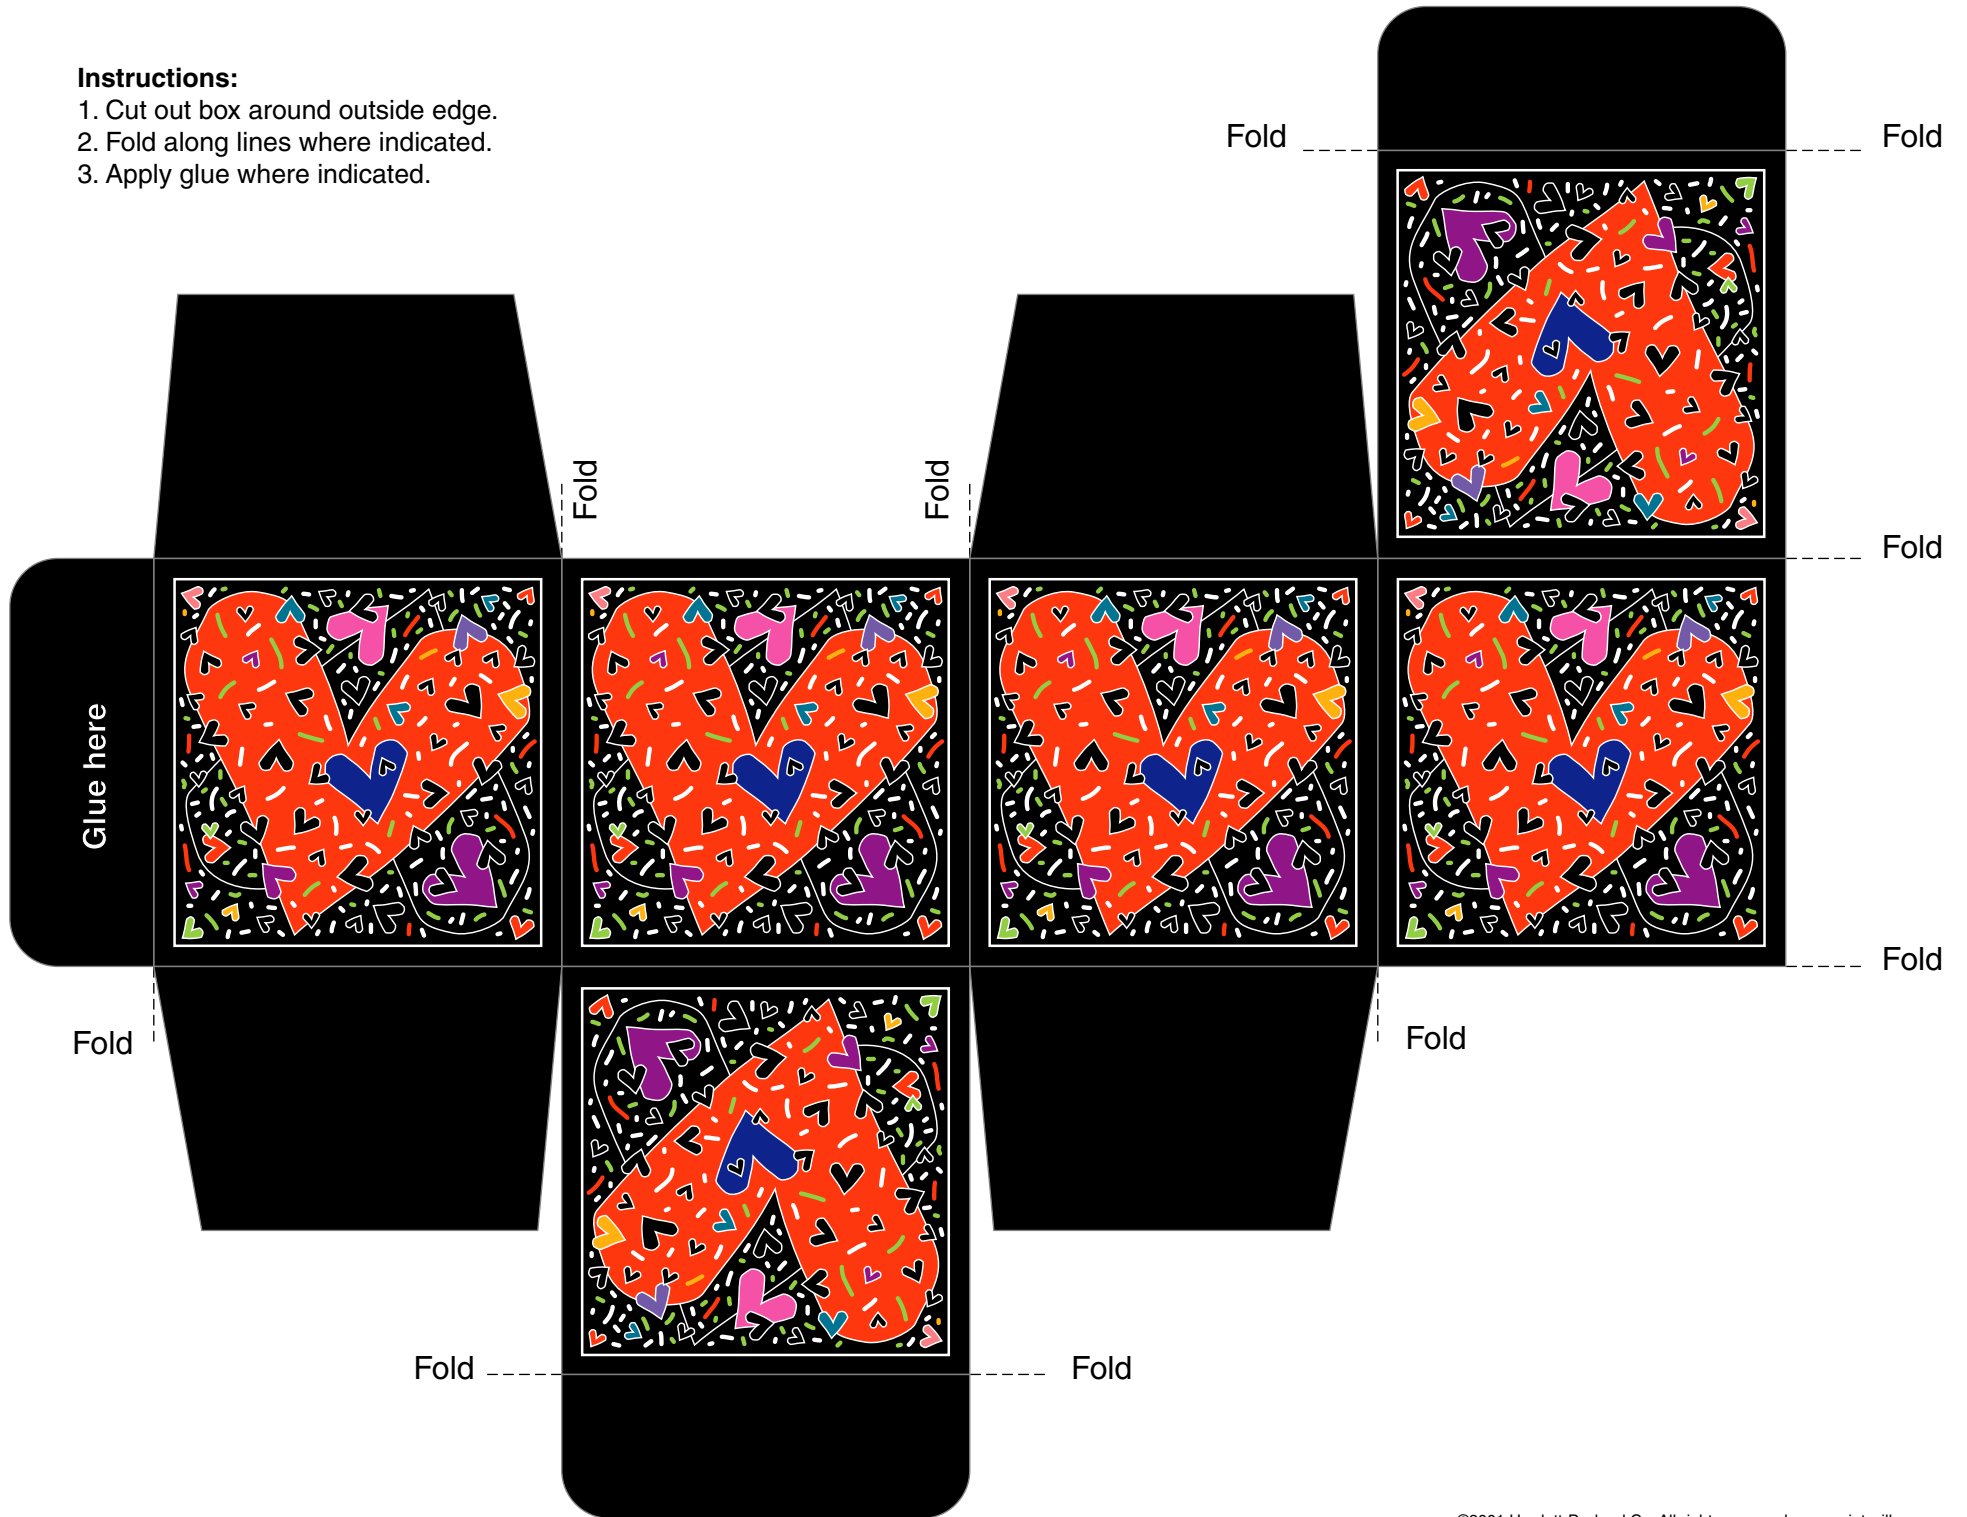 Instructions:
1. Cut out box around outside edge.
2. Fold along lines where indicated.
3. Apply glue where indicated.
Fold
Fold
Fold
Fold
Fold
Glue here
Fold
Fold
Fold
Fold
Fold